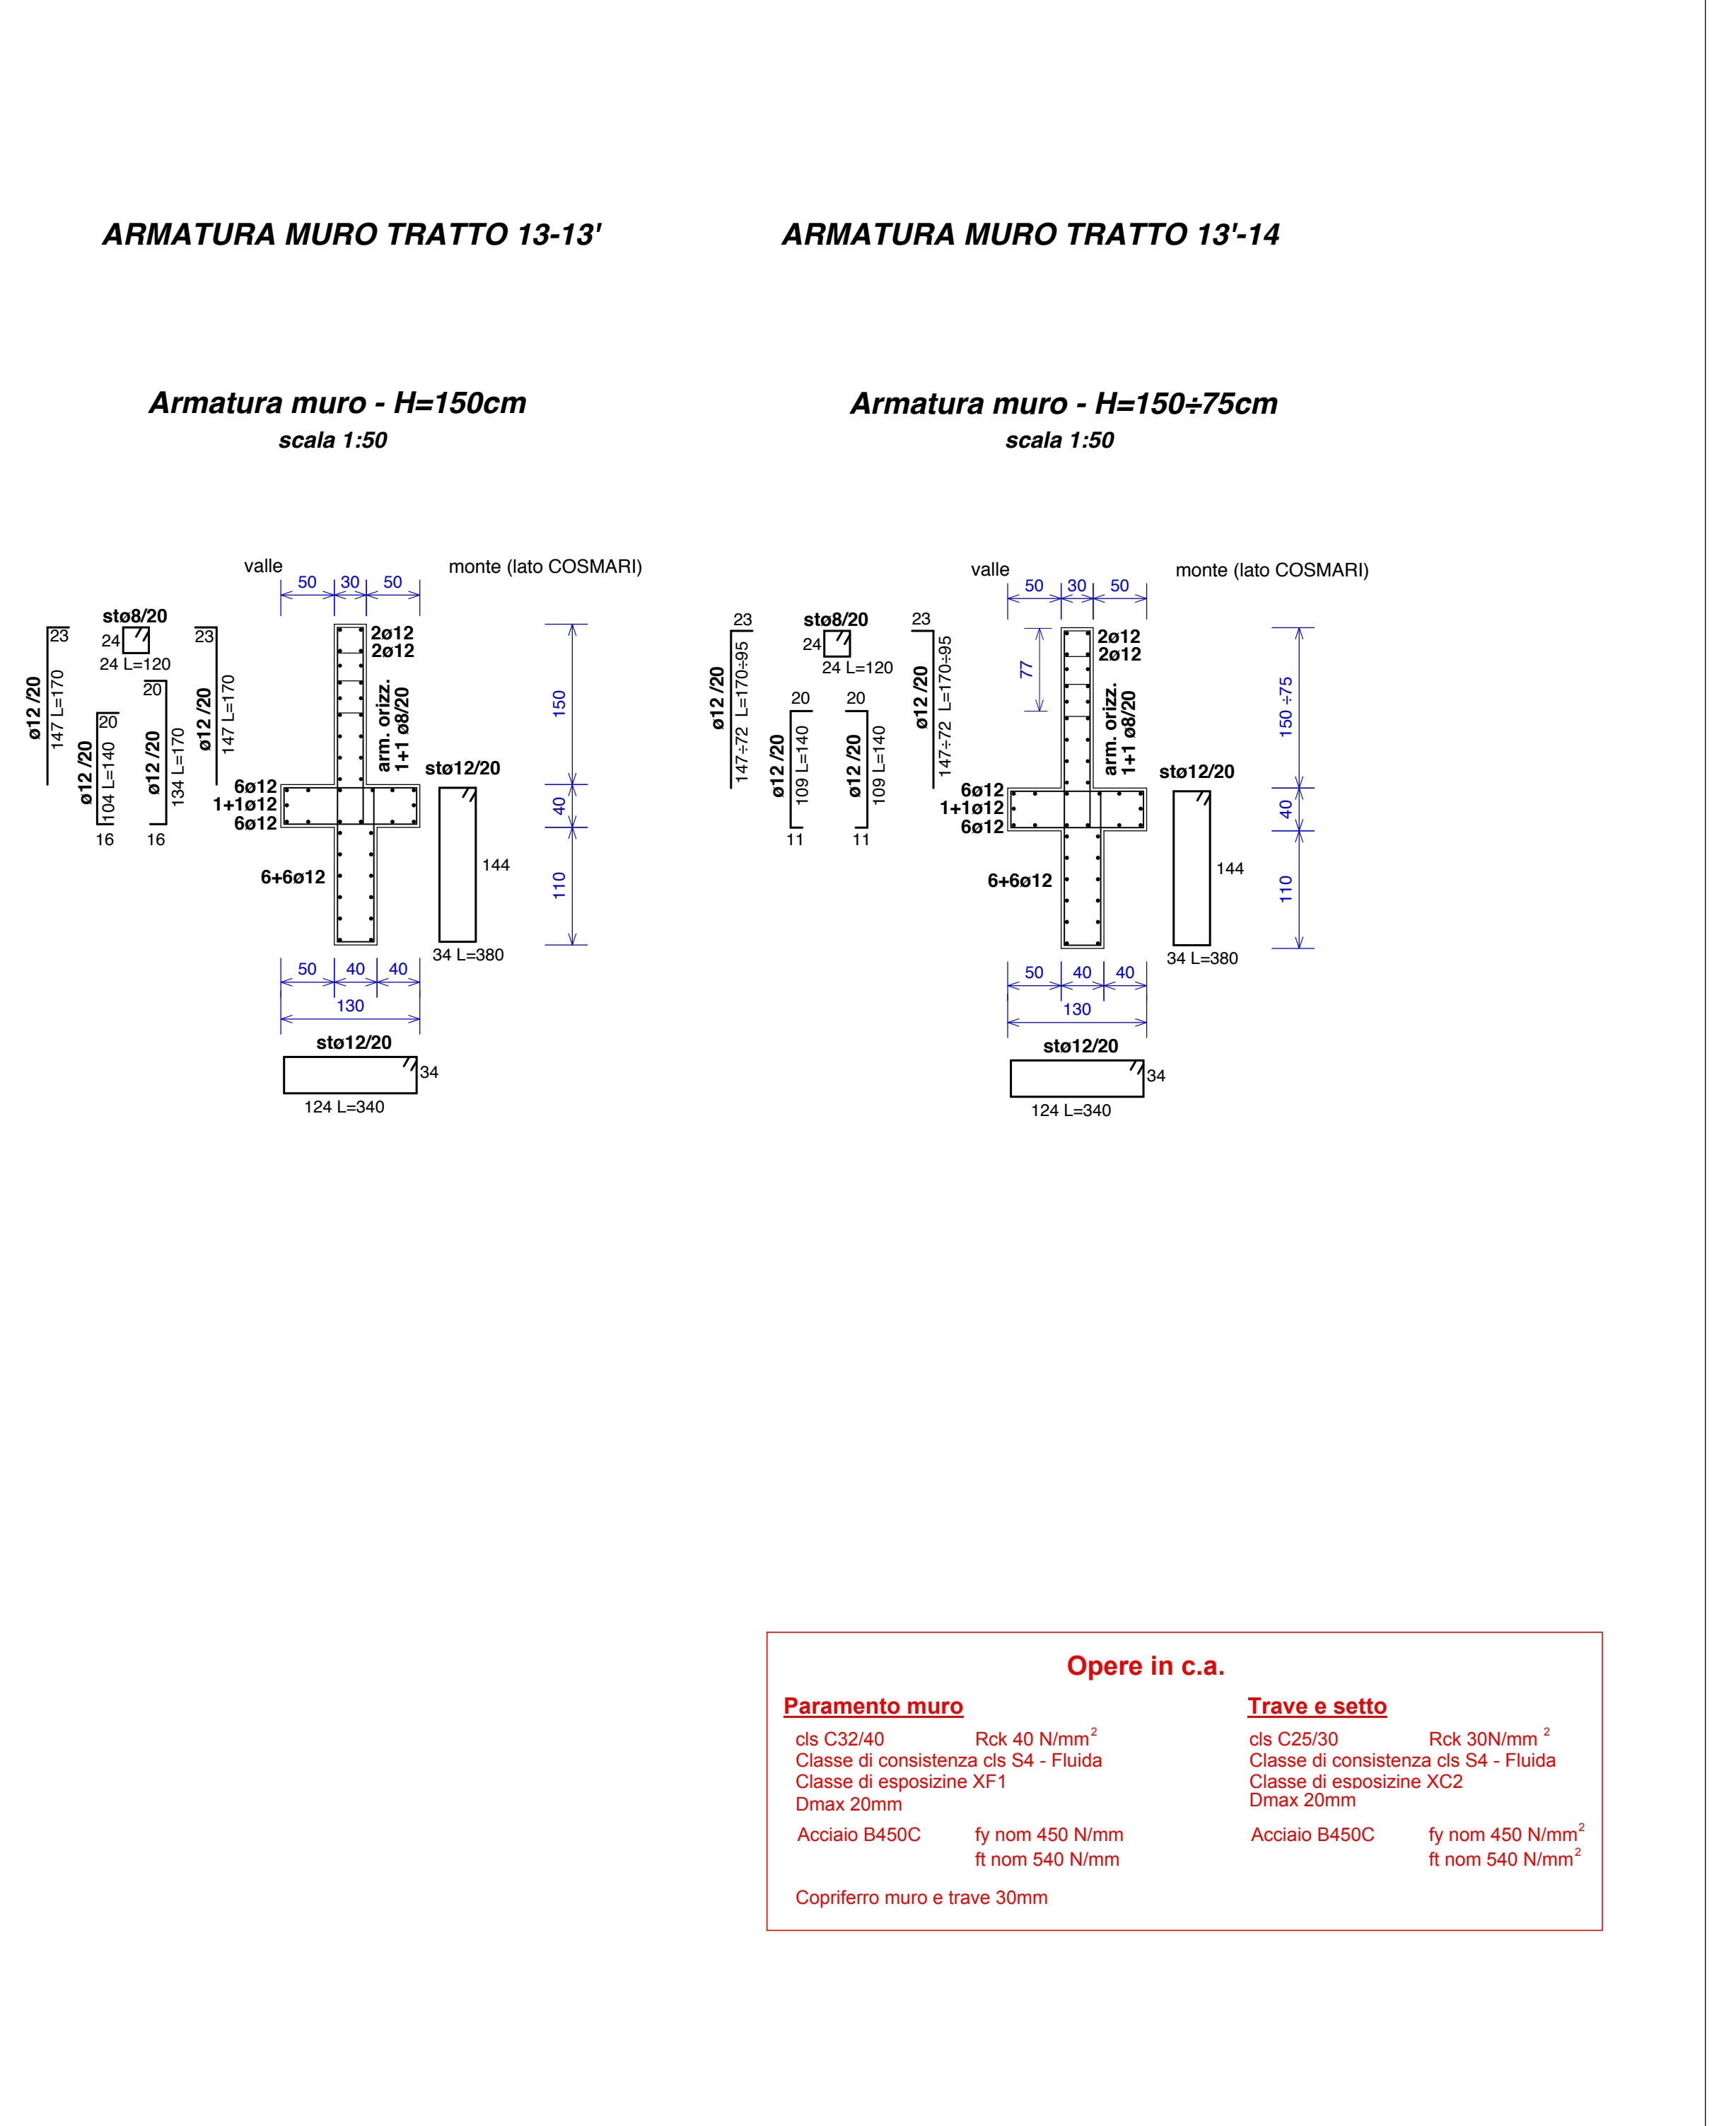 ARMATURA MURO TRATTO 13-13'
Armatura muro - H=150cm
scala 1:50
valle
monte (lato COSMARI)
50
30
50
stø8/20
24
24 L=120
23
ø12 /20
147 L=170
20
ø12 /20
104 L=140
16
20
ø12 /20
134 L=170
16
23
ø12 /20
147 L=170
2ø12
2ø12
arm. orizz.
1+1 ø8/20
6ø12
1+1ø12
6ø12
6+6ø12
stø12/20
144
34 L=380
150
40
110
50
40
40
130
stø12/20
34
124 L=340
ARMATURA MURO TRATTO 13'-14
Armatura muro - H=150÷75cm
scala 1:50
valle
monte (lato COSMARI)
50
30
50
23
ø12 /20
147÷72 L=170÷95
stø8/20
24
24 L=120
20
ø12 /20
109 L=140
11
20
ø12 /20
109 L=140
11
23
ø12 /20
147÷72 L=170÷95
77
2ø12
2ø12
arm. orizz.
1+1 ø8/20
6ø12
1+1ø12
6ø12
6+6ø12
stø12/20
144
34 L=380
150 ÷75
40
110
50
40
40
130
stø12/20
34
124 L=340
Opere in c.a.
Paramento muro
cls C32/40 Rck 40 N/mm²
Classe di consistenza cls S4 - Fluida
Classe di esposizine XF1
Dmax 20mm
Acciaio B450C fy nom 450 N/mm
ft nom 540 N/mm
Copriferro muro e trave 30mm
Trave e setto
cls C25/30 Rck 30N/mm ²
Classe di consistenza cls S4 - Fluida
Classe di esposizine XC2
Dmax 20mm
Acciaio B450C fy nom 450 N/mm²
ft nom 540 N/mm²